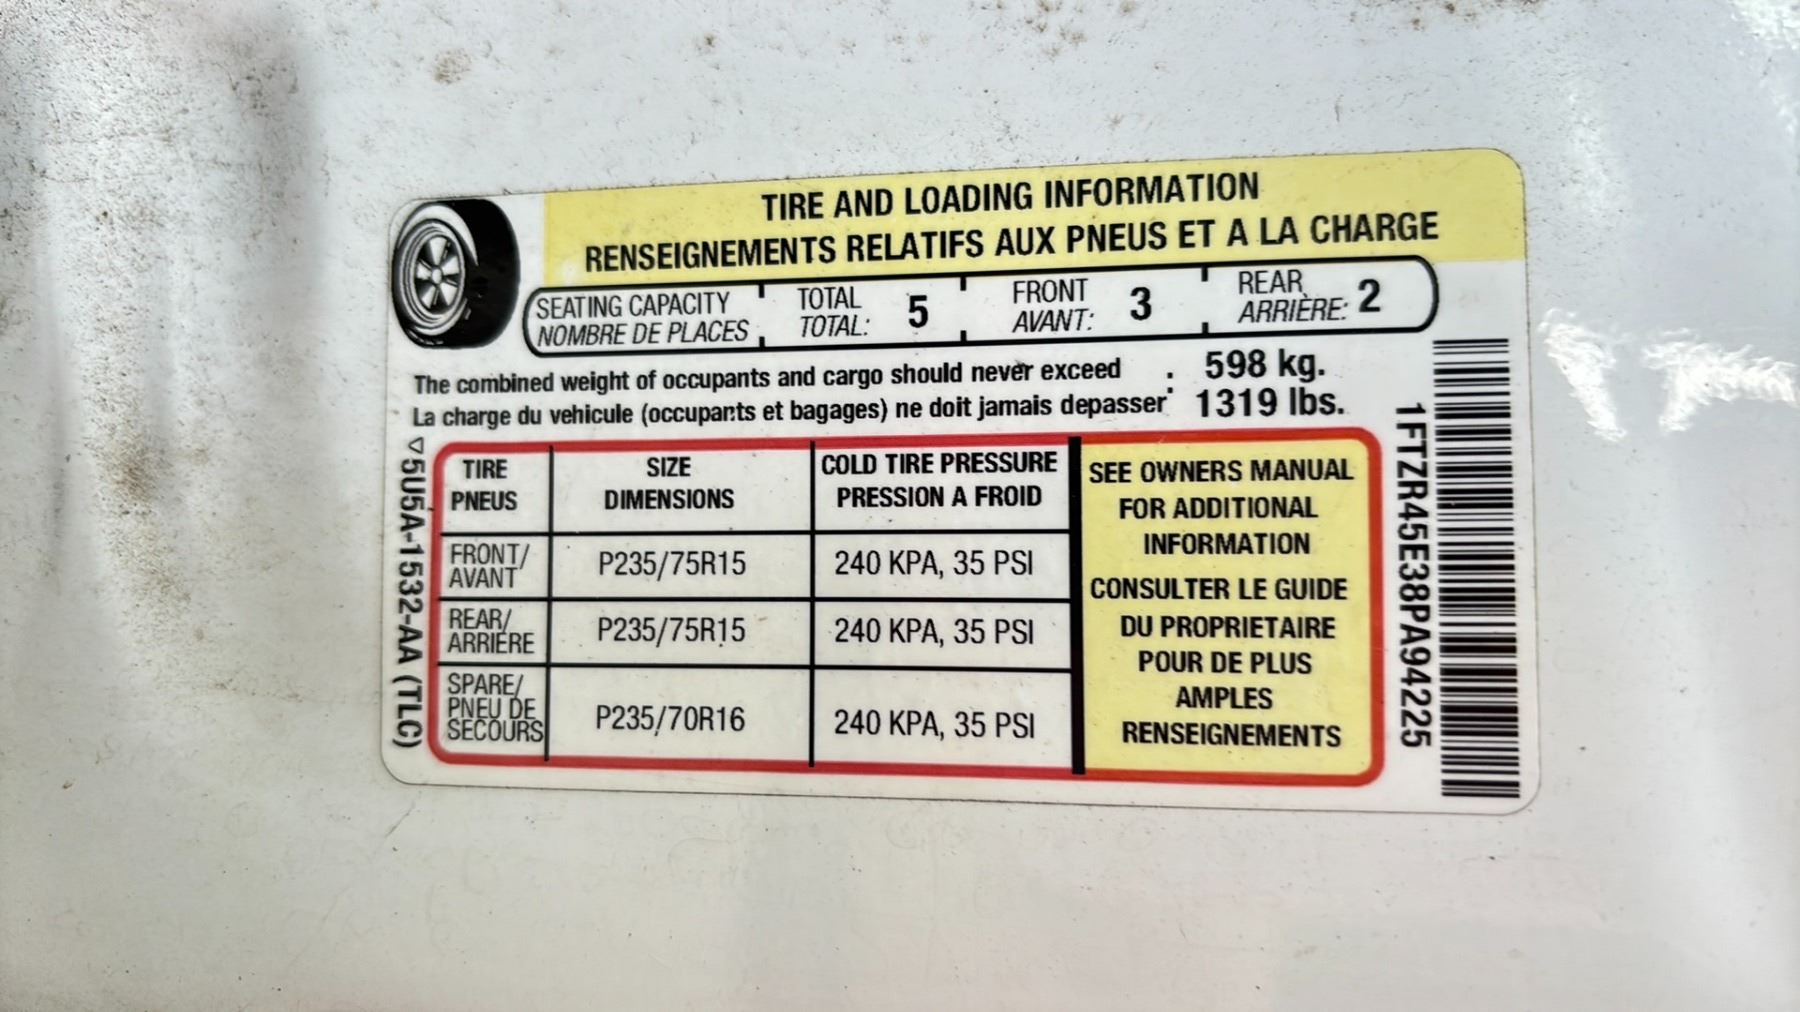 TIRE AND LOADING INFORMATION
RENSEIGNEMENTS RELATIFS AUX PNEUS ET A LA CHARGE
SEATING CAPACITY TOTAL FRONT REAR
NOMBRE DE PLACES TOTAL: 5 AVANT: 3 ARRIÈRE: 2
The combined weight of occupants and cargo should never exceed : 598 kg.
La charge du vehicule (occupants et bagages) ne doit jamais depasser 1319 lbs.
TIRE SIZE COLD TIRE PRESSURE
PNEUS DIMENSIONS PRESSION A FROID
FRONT/
AVANT P235/75R15 240 KPA, 35 PSI
REAR/
ARRIÈRE P235/75R15 240 KPA, 35 PSI
SPARE/
PNEU DE
SECOURS P235/70R16 240 KPA, 35 PSI
SEE OWNERS MANUAL
FOR ADDITIONAL
INFORMATION
CONSULTER LE GUIDE
DU PROPRIETAIRE
POUR DE PLUS
AMPLES
RENSEIGNEMENTS
5U5A-1532-AA (TLC)
1FTZR45E38PA94225